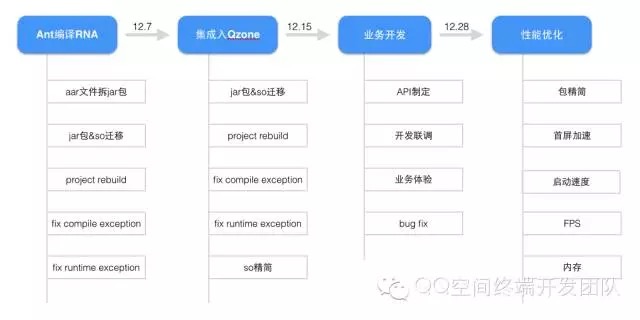 Ant编译RNA
12.7
集成入Qzone
12.15
业务开发
12.28
性能优化
aar文件拆jar包
jar包&so迁移
project rebuild
fix compile exception
fix runtime exception
jar包&so迁移
project rebuild
fix compile exception
fix runtime exception
so精简
API制定
开发联调
业务体验
bug fix
包精简
首屏加速
启动速度
FPS
内存
QQ空间终端开发团队